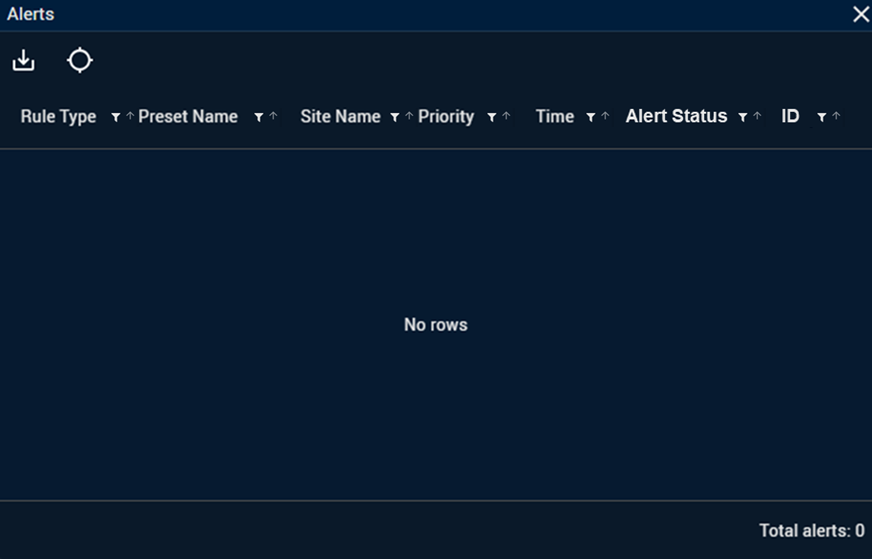 Alerts
Rule Type Preset Name Site Name Priority Time Alert Status ID
No rows
Total alerts: 0